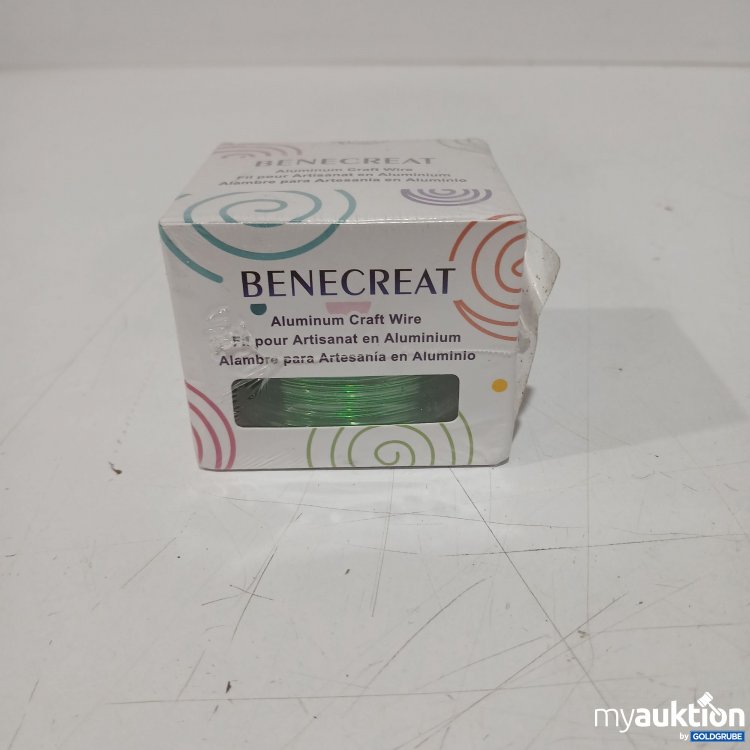 BENECREAT
Aluminum Craft Wire
Fil pour Artisanat en Aluminium
Alambre para Artesanía en Aluminio
BENECREAT
Aluminum Craft Wire
Fil pour Artisanat en Aluminium
Alambre para Artesanía en Aluminio
myauktion
by GOLDGRUBE